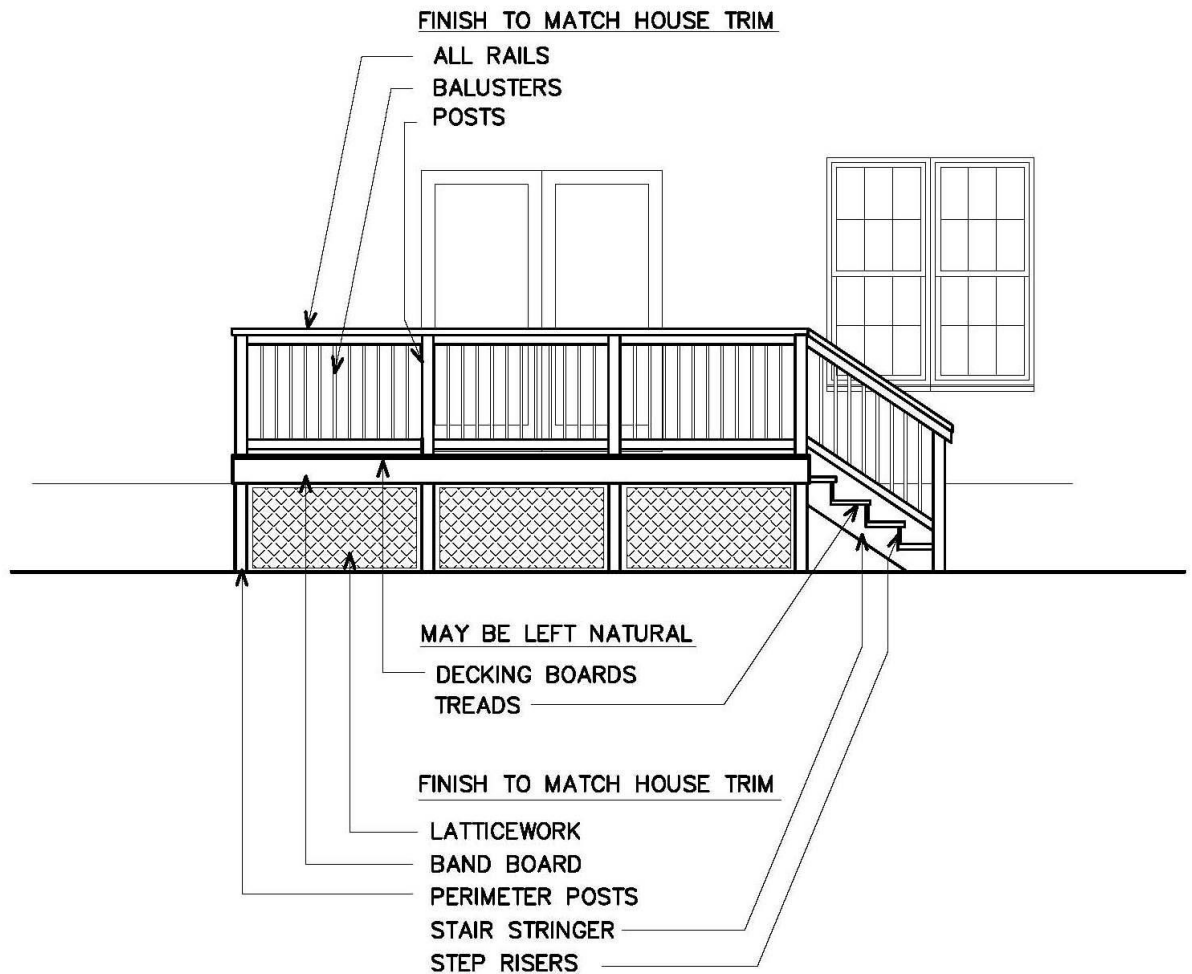 FINISH TO MATCH HOUSE TRIM
ALL RAILS
BALUSTERS
POSTS
MAY BE LEFT NATURAL
DECKING BOARDS
TREADS
FINISH TO MATCH HOUSE TRIM
LATTICEWORK
BAND BOARD
PERIMETER POSTS
STAIR STRINGER
STEP RISERS